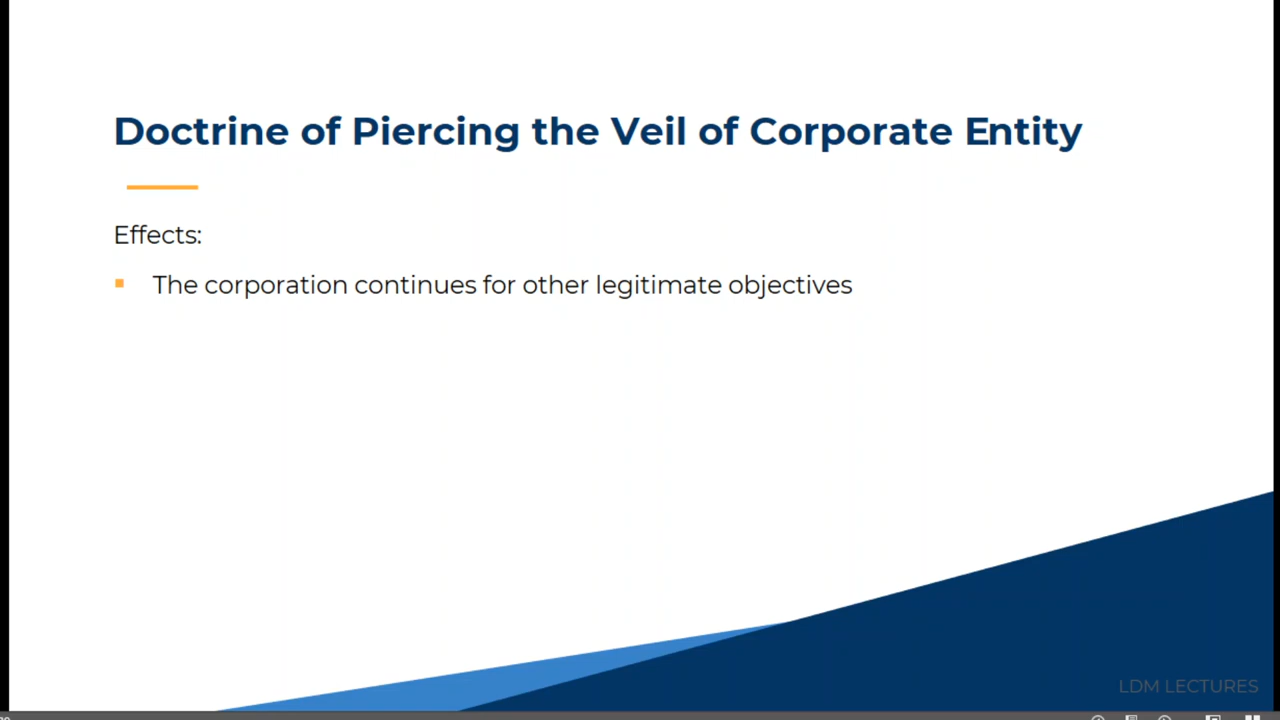 Doctrine of Piercing the Veil of Corporate Entity
Effects:
▪ The corporation continues for other legitimate objectives
LDM LECTURES